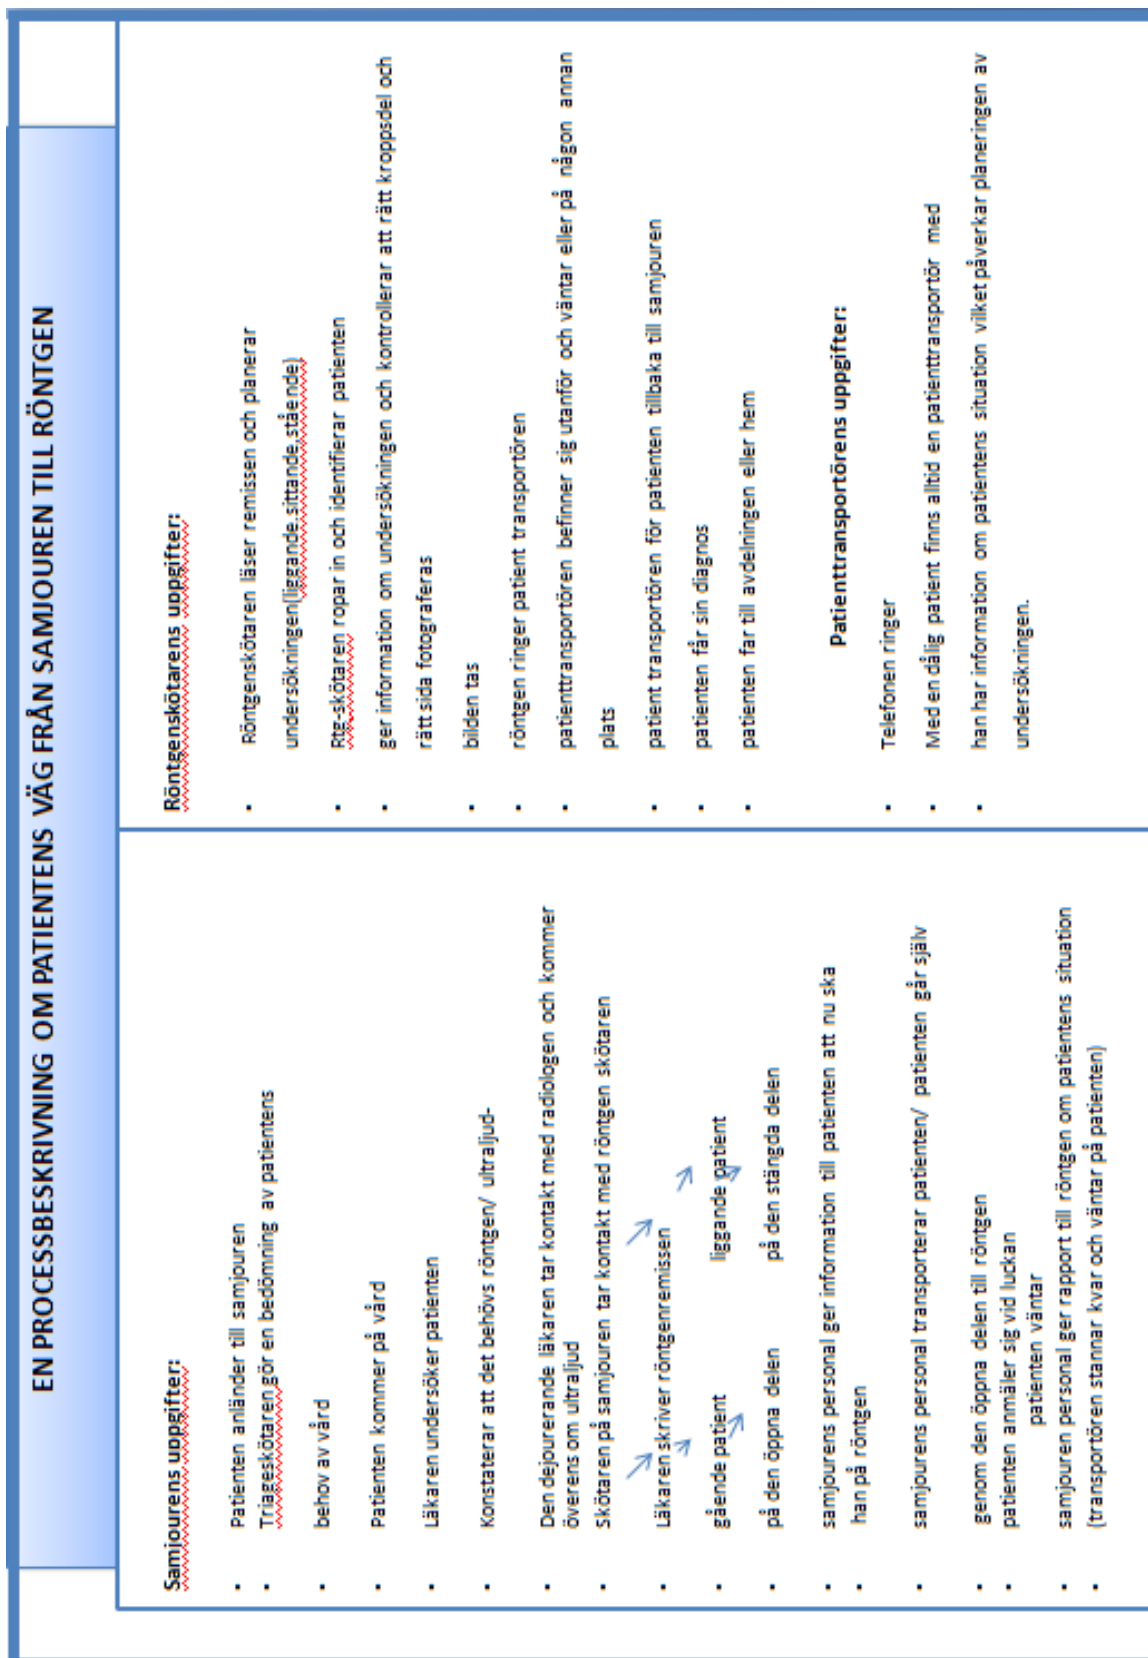 EN PROCESSBESKRIVNING OM PATIENTENS VÄG FRÅN SAMJOUREN TILL RÖNTGEN
Samjourens uppgifter:
• Patienten anländer till samjouren
• Triageskötaren gör en bedömning av patientens
• behov av vård
• Patienten kommer på vård
• Läkaren undersöker patienten
• Konstaterar att det behövs röntgen/ ultraljud-
• Den dejourerande läkaren tar kontakt med radiologen och kommer
överens om ultraljud
• Skötaren på samjouren tar kontakt med röntgen skötaren
• Läkaren skriver röntgenremissen
• gående patient liggande patient
• på den öppna delen på den stängda delen
• samjourens personal ger information till patienten att nu ska
• han på röntgen
• samjourens personal transporterar patienten/ patienten går själv
• genom den öppna delen till röntgen
• patienten anmäler sig vid luckan
patienten väntar
• samjouren personal ger rapport till röntgen om patientens situation
• (transportören stannar kvar och väntar på patienten)
Röntgenskötarens uppgifter:
• Röntgenskötaren läser remissen och planerar
undersökningen(liggande,sittande,stående)
• Rtg-skötaren ropar in och identifierar patienten
• ger information om undersökningen och kontrollerar att rätt kroppsdel och
rätt sida fotograferas
• bilden tas
• röntgen ringer patient transportören
• patienttransportören befinner sig utanför och väntar eller på någon annan
plats
• patient transportören för patienten tillbaka till samjouren
• patienten får sin diagnos
• patienten far till avdelningen eller hem
Patienttransportörens uppgifter:
• Telefonen ringer
• Med en dålig patient finns alltid en patienttransportör med
• han har information om patientens situation vilket påverkar planeringen av
undersökningen.